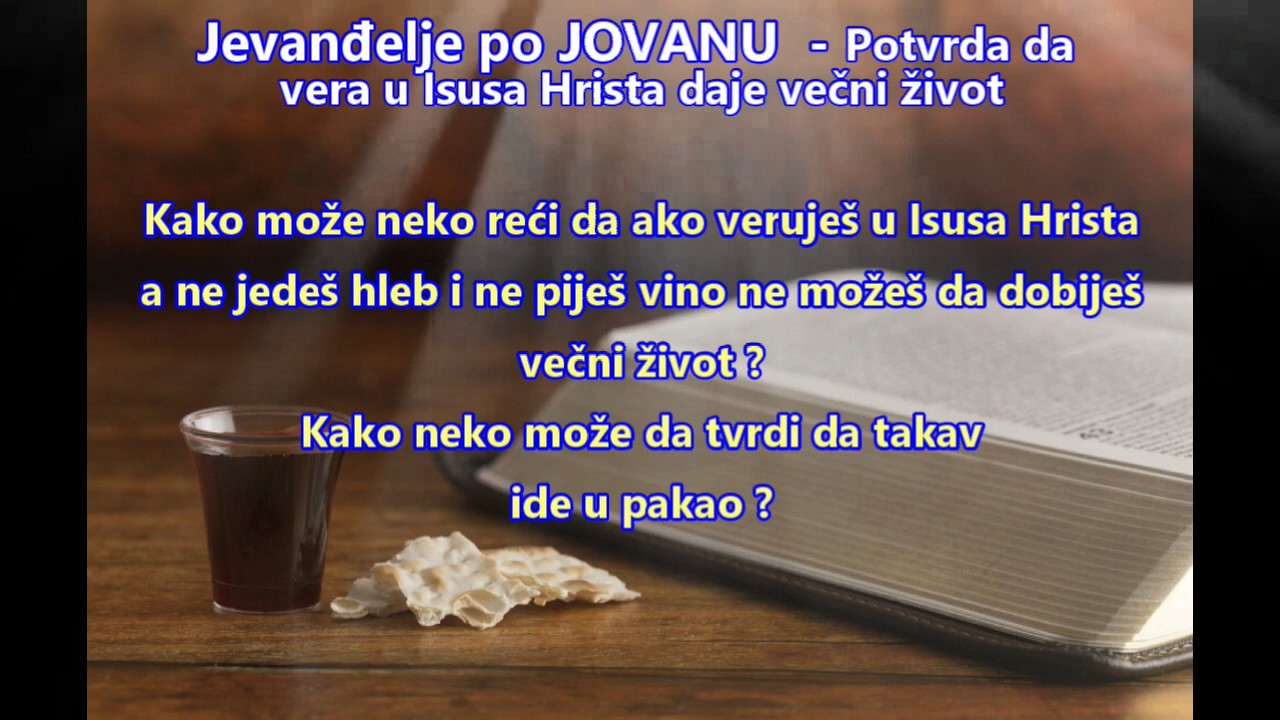 Jevanđelje po JOVANU - Potvrda da
vera u Isusa Hrista daje večni život
Kako može neko reći da ako veruješ u Isusa Hrista
a ne jedeš hleb i ne piješ vino ne možeš da dobiješ
večni život ?
Kako neko može da tvrdi da takav
ide u pakao ?